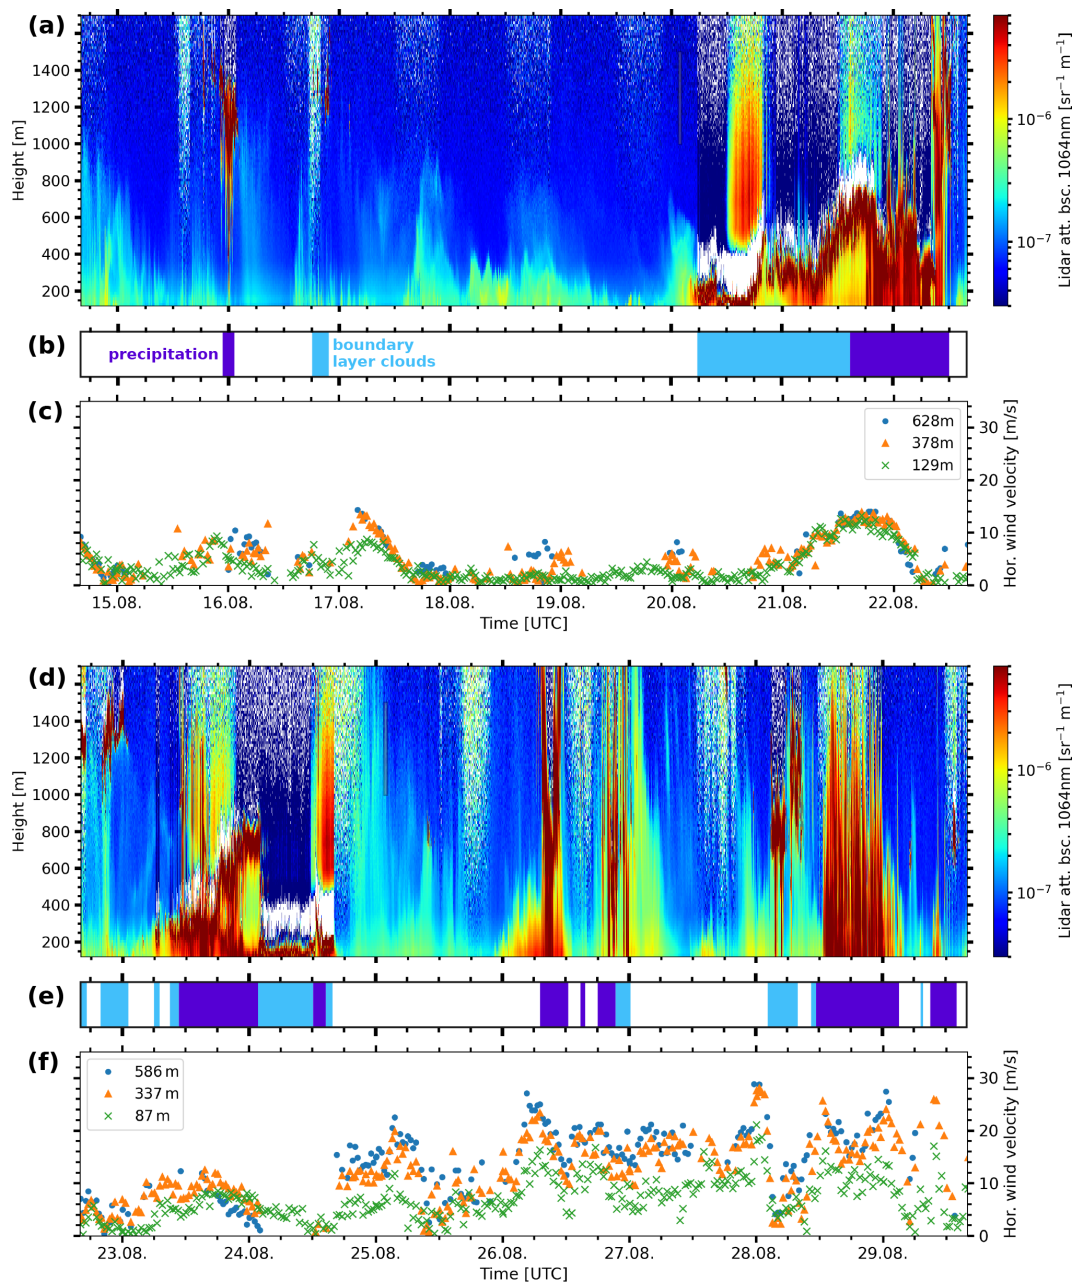 (a)
1400
1200
1000
800
600
400
200
Height [m]
10⁻⁶
10⁻⁷
Lidar att. bsc. 1064nm [sr⁻¹ m⁻¹]
(b)
precipitation
boundary
layer clouds
(c)
628m
378m
129m
30
20
10
0
Hor. wind velocity [m/s]
15.08. 16.08. 17.08. 18.08. 19.08. 20.08. 21.08. 22.08.
Time [UTC]
(d)
1400
1200
1000
800
600
400
200
Height [m]
10⁻⁶
10⁻⁷
Lidar att. bsc. 1064nm [sr⁻¹ m⁻¹]
(e)
(f)
586 m
337 m
87 m
30
20
10
0
Hor. wind velocity [m/s]
23.08. 24.08. 25.08. 26.08. 27.08. 28.08. 29.08.
Time [UTC]